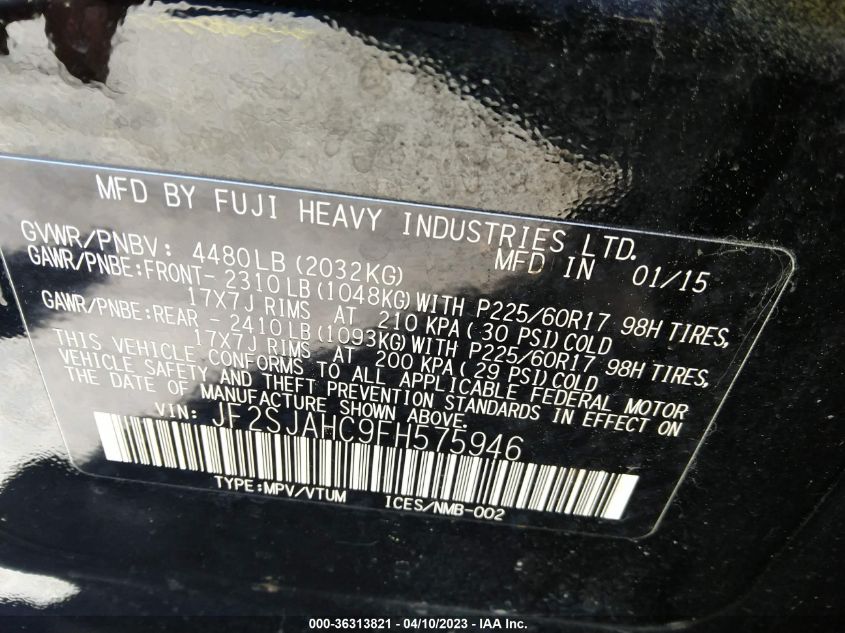 MFD BY FUJI HEAVY INDUSTRIES LTD.
GVWR/PNBV: 4480LB(2032KG) MFD IN 01/15
GAWR/PNBE:FRONT- 2310LB(1048KG)WITH P225/60R17 98H TIRES,
17X7J RIMS AT 210 KPA( 30 PSI)COLD
GAWR/PNBE:REAR - 2410LB(1093KG)WITH P225/60R17 98H TIRES,
17X7J RIMS AT 200 KPA( 29 PSI)COLD
THIS VEHICLE CONFORMS TO ALL APPLICABLE FEDERAL MOTOR
VEHICLE SAFETY AND THEFT PREVENTION STANDARDS IN EFFECT ON
THE DATE OF MANUFACTURE SHOWN ABOVE.
VIN: JF2SJAHC9FH575946
TYPE:MPV/VTUM ICES/NMB-002
000-36313821 - 04/10/2023 - IAA Inc.